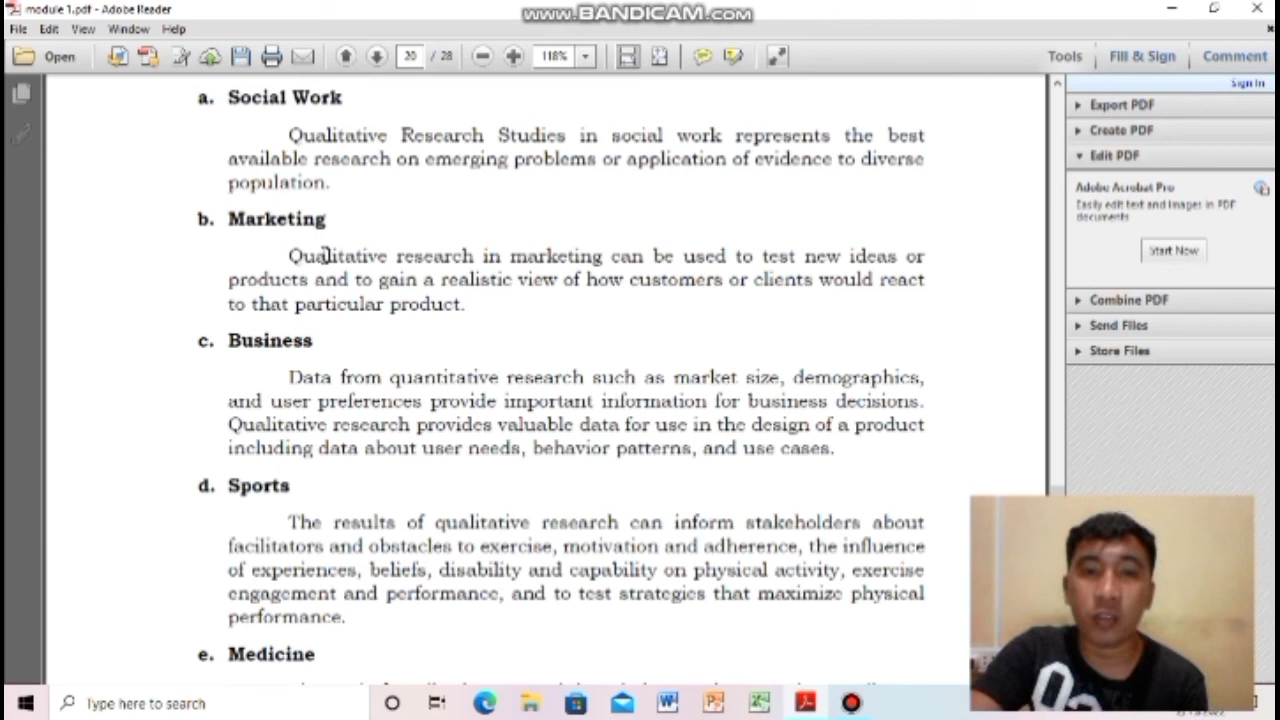 module 1.pdf - Adobe Reader
www.BANDICAM.com
File Edit View Window Help
Open 20 / 28 118% Tools Fill & Sign Comment
Sign In
Export PDF
Create PDF
Edit PDF
Adobe Acrobat Pro
Easily edit text and images in PDF
documents
Start Now
Combine PDF
Send Files
Store Files
a. Social Work
Qualitative Research Studies in social work represents the best
available research on emerging problems or application of evidence to diverse
population.
b. Marketing
Qualitative research in marketing can be used to test new ideas or
products and to gain a realistic view of how customers or clients would react
to that particular product.
c. Business
Data from quantitative research such as market size, demographics,
and user preferences provide important information for business decisions.
Qualitative research provides valuable data for use in the design of a product
including data about user needs, behavior patterns, and use cases.
d. Sports
The results of qualitative research can inform stakeholders about
facilitators and obstacles to exercise, motivation and adherence, the influence
of experiences, beliefs, disability and capability on physical activity, exercise
engagement and performance, and to test strategies that maximize physical
performance.
e. Medicine
Type here to search